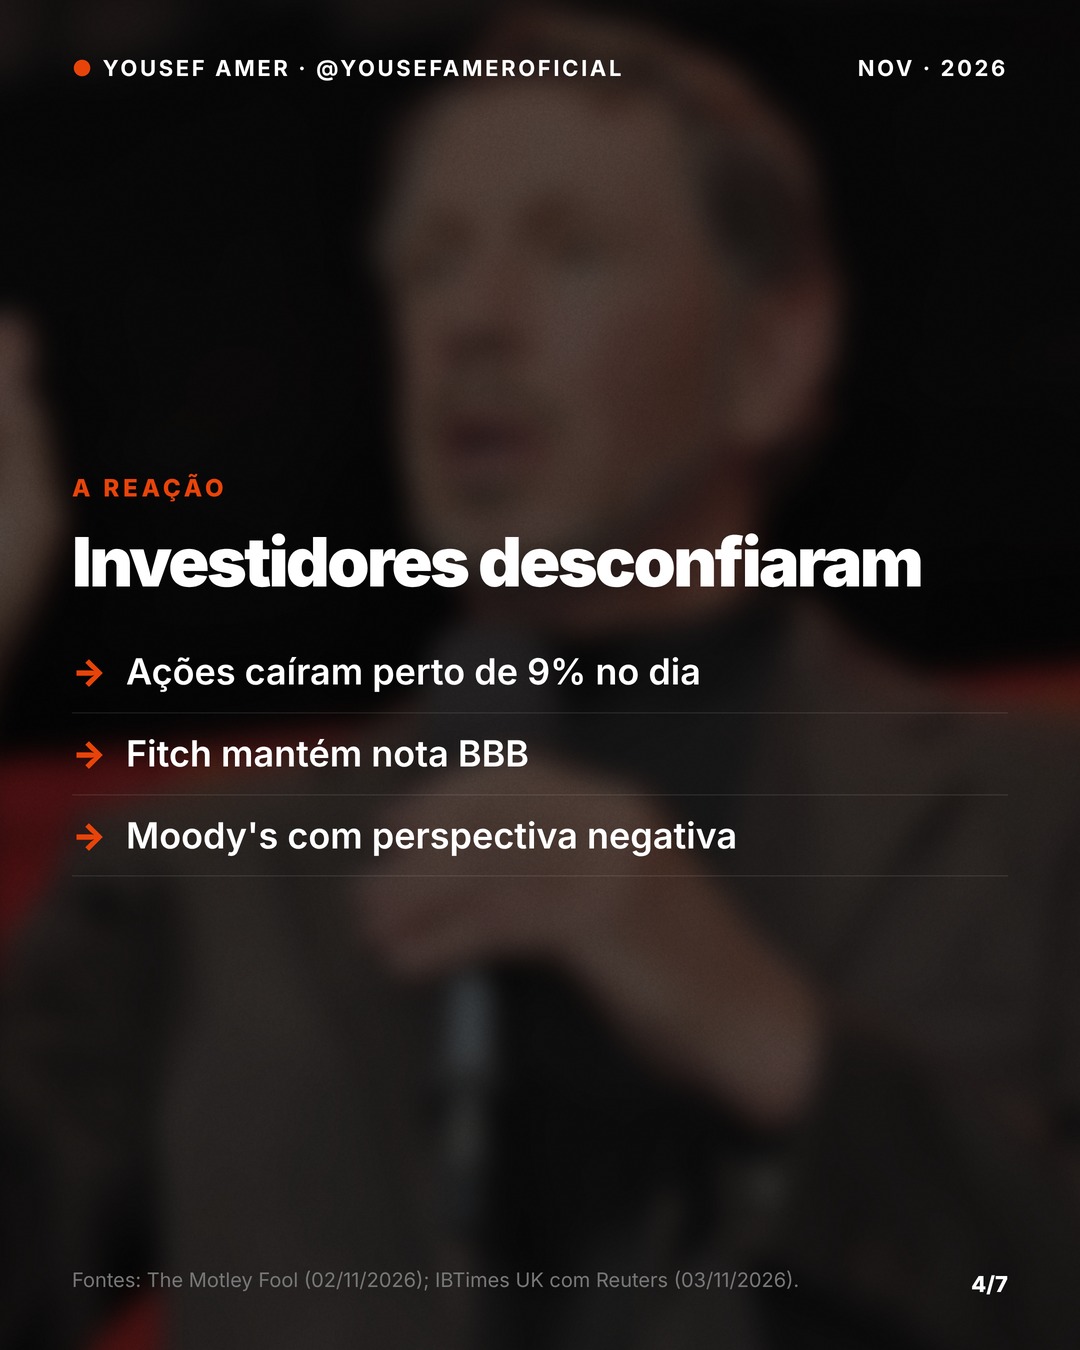 YOUSEF AMER · @YOUSEFAMEROFICIAL
NOV · 2026
A REAÇÃO
Investidores desconfiaram
→ Ações caíram perto de 9% no dia
→ Fitch mantém nota BBB
→ Moody's com perspectiva negativa
Fontes: The Motley Fool (02/11/2026); IBTimes UK com Reuters (03/11/2026).
4/7